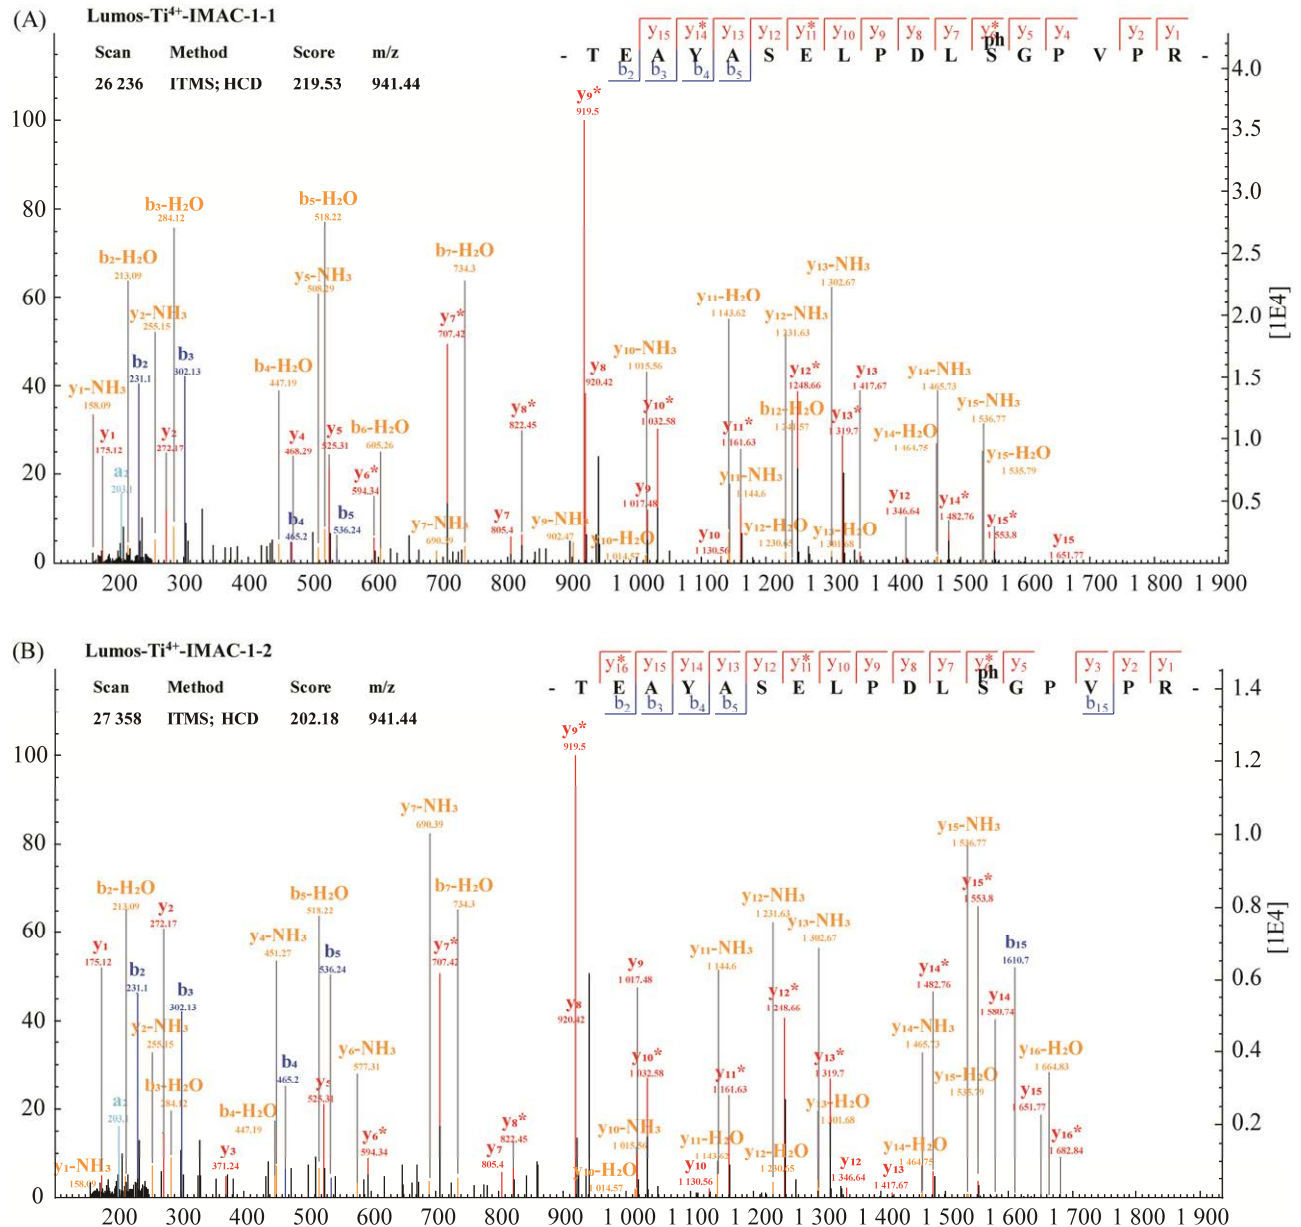 (A) Lumos-Ti⁴⁺-IMAC-1-1
Scan Method Score m/z
26 236 ITMS; HCD 219.53 941.44
y₁₅ y₁₄* y₁₃ y₁₂ y₁₁* y₁₀ y₉ y₈ y₇ y₅ y₄ y₂ y₁
ph
- T E A Y A S E L P D L S G P V P R -
b₂ b₃ b₄ b₅
y₉*
919.5
b₅-H₂O
518.22
b₃-H₂O
284.12
b₂-H₂O
213.09
b₇-H₂O
734.3
y₅-NH₃
508.29
y₁₃-NH₃
1 302.67
y₁₁-H₂O
1 143.62
y₂-NH₃
255.15
y₁₂-NH₃
1 231.63
y₇*
707.42
y₁₀-NH₃
1 015.56
b₂
231.1
b₃
302.13
b₄-H₂O
447.19
y₈
920.42
y₁₂*
1248.66
y₁₃
1 417.67
y₁₄-NH₃
1 465.73
y₁-NH₃
158.09
y₈*
822.45
y₁₀*
1 032.58
b₁₂-H₂O
y₁₃*
1 319.7
y₁₅-NH₃
1 536.77
y₁
175.12
y₂
272.17
y₄
468.29
y₅
525.31
b₆-H₂O
605.26
y₁₁*
1 161.63
y₁₄-H₂O
1 464.75
y₁₅-H₂O
1 535.79
203.1
y₆*
594.34
y₁₁-NH₃
1 144.6
y₉
1 017.48
y₁₂
1 346.64
y₁₄*
1 482.76
b₄
465.2
b₅
536.24
y₇-NH₃
690.39
y₇
805.4
y₉-NH₃
902.47
y₁₀-H₂O
1 014.57
y₁₀
1 130.56
y₁₂-H₂O
1 230.65
y₁₃-H₂O
1 301.68
y₁₅*
1 553.8
y₁₅
1 651.77
100
80
60
40
20
0
4.0
3.5
3.0
2.5
2.0
1.5
1.0
0.5
[1E4]
200 300 400 500 600 700 800 900 1 000 1 100 1 200 1 300 1 400 1 500 1 600 1 700 1 800 1 900
(B) Lumos-Ti⁴⁺-IMAC-1-2
Scan Method Score m/z
27 358 ITMS; HCD 202.18 941.44
y₁₆* y₁₅ y₁₄ y₁₃ y₁₂ y₁₁* y₁₀ y₉ y₈ y₇ y₅ y₃ y₂ y₁
ph
- T E A Y A S E L P D L S G P V P R -
b₂ b₃ b₄ b₅ b₁₅
y₉*
919.5
y₇-NH₃
690.39
y₁₅-NH₃
1 536.77
b₂-H₂O
213.09
y₂
272.17
b₅-H₂O
518.22
b₇-H₂O
734.3
y₁₂-NH₃
1 231.63
y₁₃-NH₃
1 302.67
y₁₅*
1 553.8
y₁
175.12
y₄-NH₃
451.27
b₅
536.24
y₇*
707.42
y₁₁-NH₃
1 144.6
b₁₅
1610.7
b₂
231.1
b₃
302.13
y₈
920.42
y₉
1 017.48
y₁₂*
1 248.66
y₁₄*
1 482.76
y₁₄
1 580.74
y₂-NH₃
255.15
y₆-NH₃
577.31
y₁₄-NH₃
1 465.73
y₁₆-H₂O
1 664.83
b₄
465.2
b₃-H₂O
284.12
y₅
525.31
y₁₀*
1 032.58
y₁₁*
1 161.63
y₁₃*
1 319.7
y₁₅-H₂O
1 535.79
y₁₅
1 651.77
203.1
b₄-H₂O
447.19
y₈*
822.45
y₁₀-NH₃
1 015.56
y₁₃-H₂O
1 301.68
y₆*
594.34
y₁₁-H₂O
1 143.62
y₁₄-H₂O
1 464.75
y₁₆*
1 682.84
y₁-NH₃
158.09
y₃
371.24
y₇
805.4
y₁₀-H₂O
1 014.57
y₁₀
1 130.56
y₁₂-H₂O
1 230.65
y₁₂
1 346.64
y₁₃
1 417.67
100
80
60
40
20
0
1.4
1.2
1.0
0.8
0.6
0.4
0.2
[1E4]
200 300 400 500 600 700 800 900 1 000 1 100 1 200 1 300 1 400 1 500 1 600 1 700 1 800 1 900